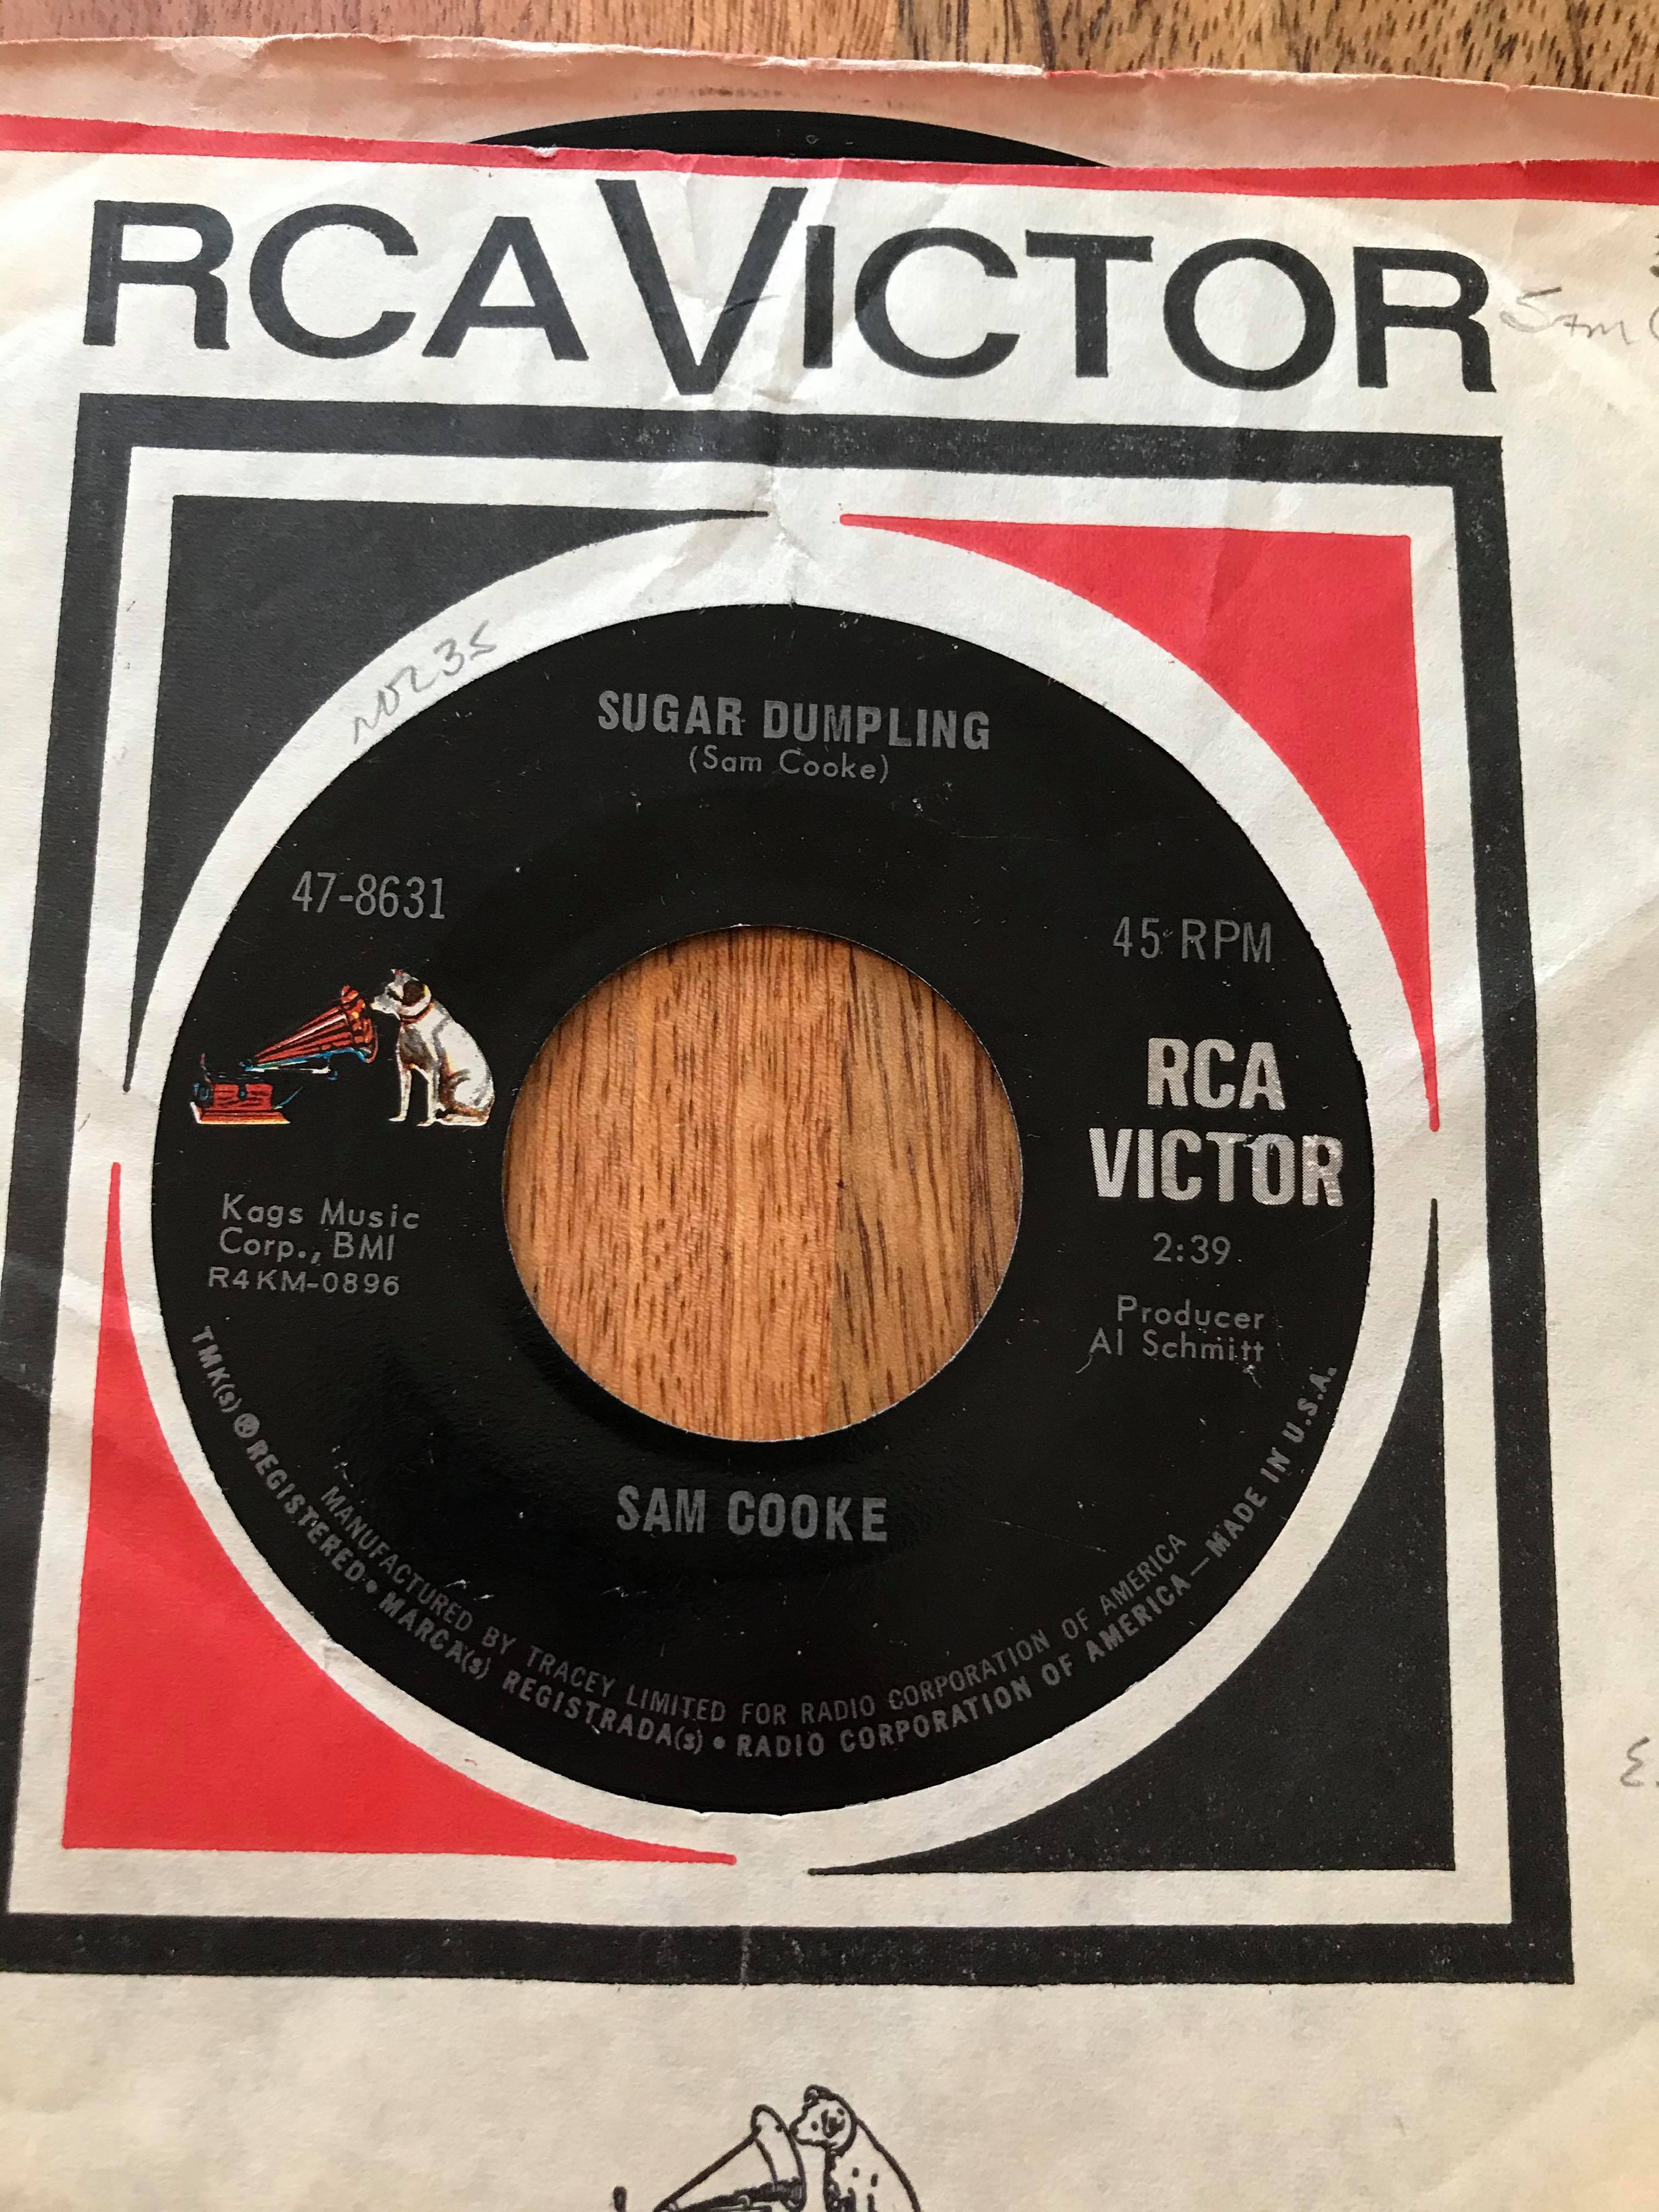 RCA VICTOR
Sam
SUGAR DUMPLING
(Sam Cooke)
47-8631
45 RPM
RCA
VICTOR
2:39
Kags Music
Corp., BMI
R4KM-0896
Producer
Al Schmitt
SAM COOKE
MANUFACTURED BY TRACEY LIMITED FOR RADIO CORPORATION OF AMERICA
TMK(s) ® REGISTERED • MARCA(s) REGISTRADA(s) • RADIO CORPORATION OF AMERICA — MADE IN U.S.A.